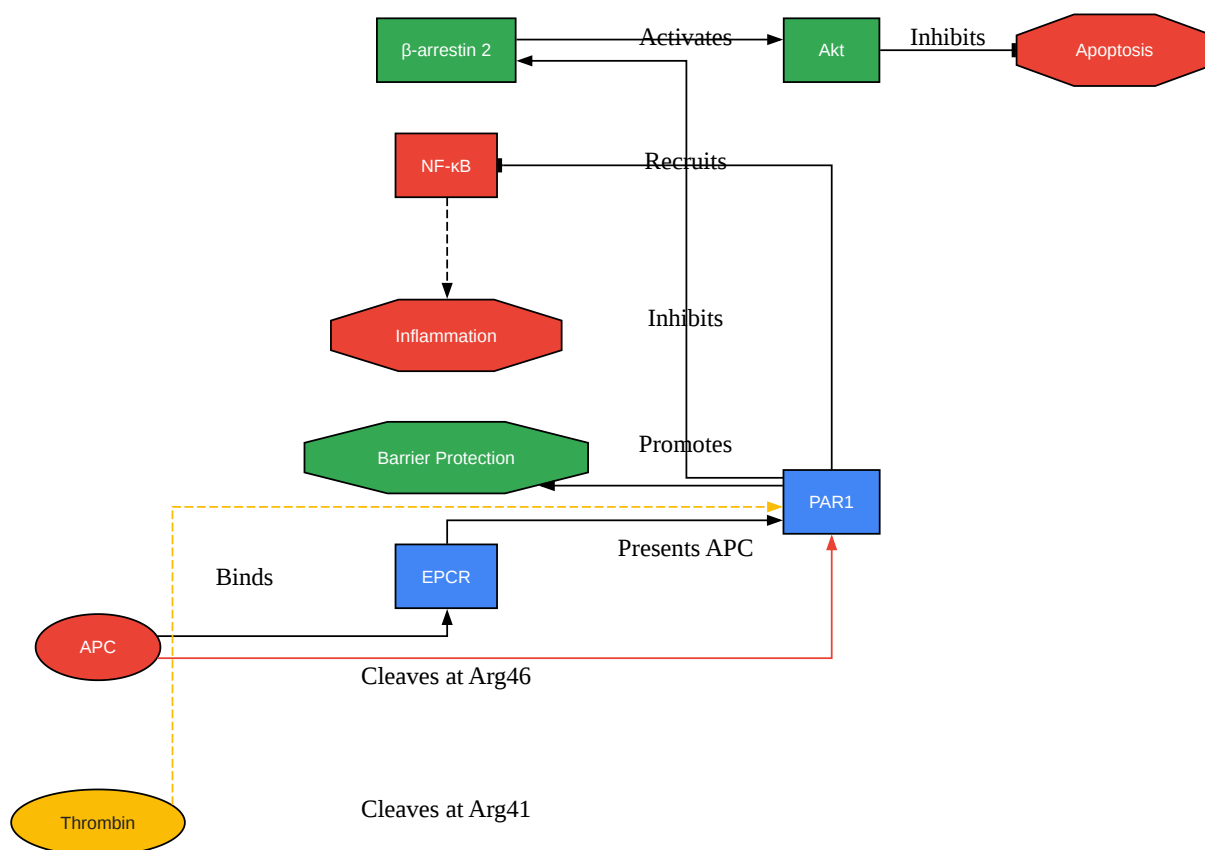 β-arrestin 2
Activates
Akt
Inhibits
Apoptosis
NF-κB
Recruits
Inflammation
Inhibits
Barrier Protection
Promotes
PAR1
Presents APC
Binds
EPCR
APC
Cleaves at Arg46
Cleaves at Arg41
Thrombin